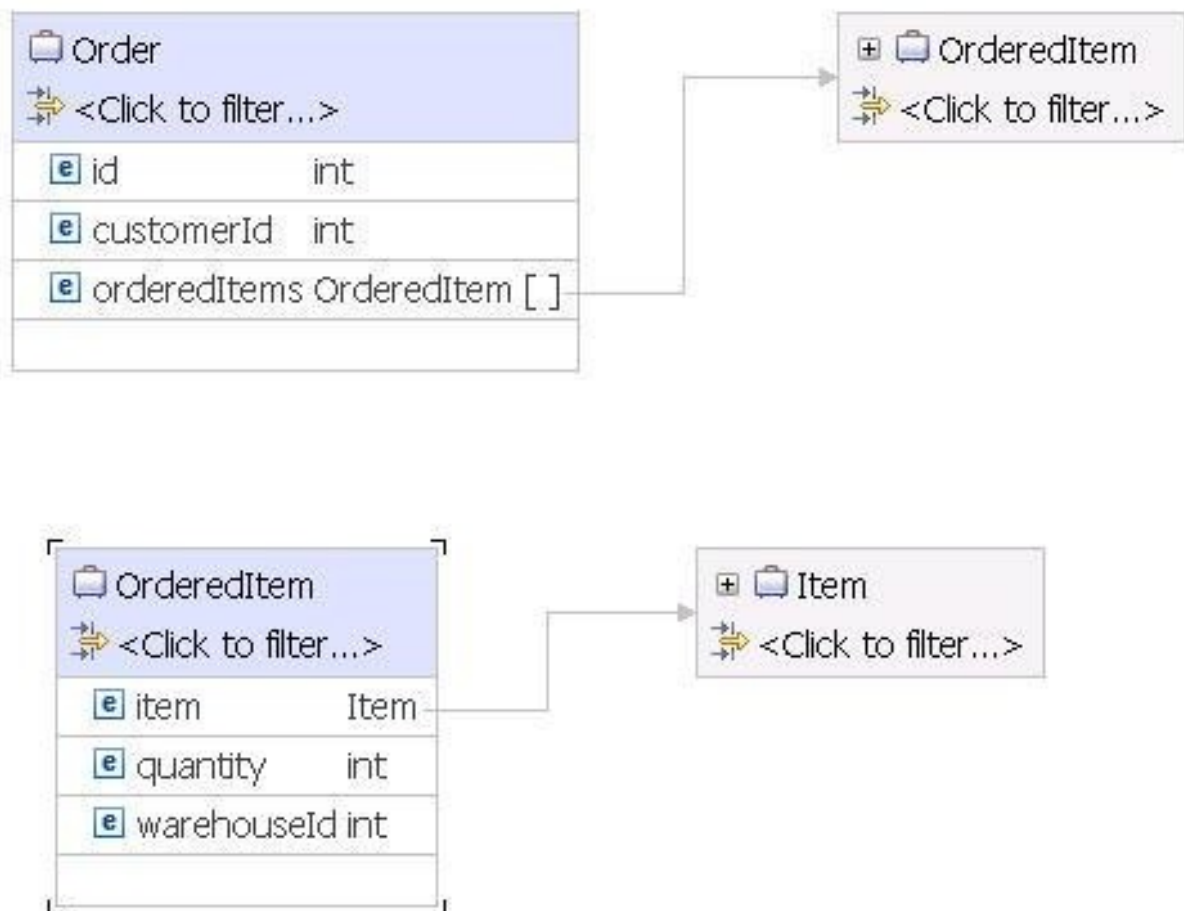 Order
<Click to filter...>
id int
customerId int
orderedItems OrderedItem [ ]
OrderedItem
<Click to filter...>
OrderedItem
<Click to filter...>
item Item
quantity int
warehouseId int
Item
<Click to filter...>